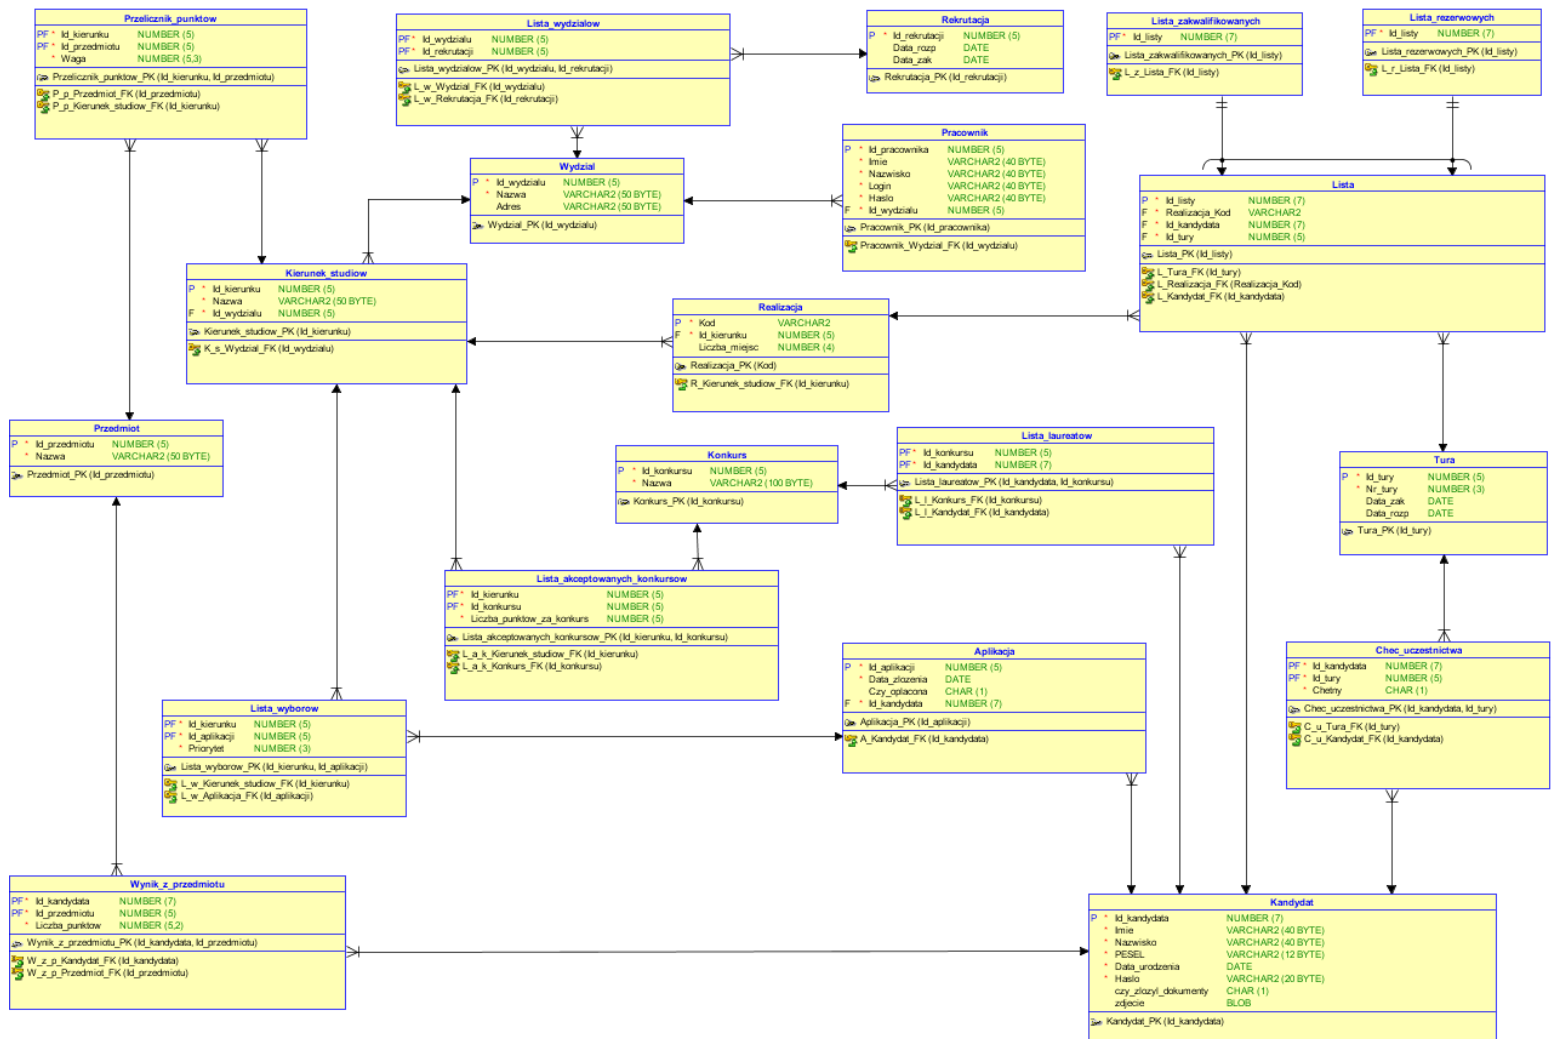 Przelicznik_punktow
PF * Id_kierunku NUMBER (5)
PF * Id_przedmiotu NUMBER (5)
* Waga NUMBER (5,3)
Przelicznik_punktow_PK (Id_kierunku, Id_przedmiotu)
P_p_Przedmiot_FK (Id_przedmiotu)
P_p_Kierunek_studiow_FK (Id_kierunku)
Lista_wydzialow
PF * Id_wydzialu NUMBER (5)
PF * Id_rekrutacji NUMBER (5)
Lista_wydzialow_PK (Id_wydzialu, Id_rekrutacji)
L_w_Wydzial_FK (Id_wydzialu)
L_w_Rekrutacja_FK (Id_rekrutacji)
Rekrutacja
P * Id_rekrutacji NUMBER (5)
Data_rozp DATE
Data_zak DATE
Rekrutacja_PK (Id_rekrutacji)
Lista_zakwalifikowanych
PF * Id_listy NUMBER (7)
Lista_zakwalifikowanych_PK (Id_listy)
L_z_Lista_FK (Id_listy)
Lista_rezerwowych
PF * Id_listy NUMBER (7)
Lista_rezerwowych_PK (Id_listy)
L_r_Lista_FK (Id_listy)
Wydzial
P * Id_wydzialu NUMBER (5)
* Nazwa VARCHAR2 (50 BYTE)
Adres VARCHAR2 (50 BYTE)
Wydzial_PK (Id_wydzialu)
Pracownik
P * Id_pracownika NUMBER (5)
* Imie VARCHAR2 (40 BYTE)
* Nazwisko VARCHAR2 (40 BYTE)
* Login VARCHAR2 (40 BYTE)
* Haslo VARCHAR2 (40 BYTE)
F * Id_wydzialu NUMBER (5)
Pracownik_PK (Id_pracownika)
Pracownik_Wydzial_FK (Id_wydzialu)
Lista
P * Id_listy NUMBER (7)
F * Realizacja_Kod VARCHAR2
F * Id_kandydata NUMBER (7)
F * Id_tury NUMBER (5)
Lista_PK (Id_listy)
L_Tura_FK (Id_tury)
L_Realizacja_FK (Realizacja_Kod)
L_Kandydat_FK (Id_kandydata)
Kierunek_studiow
P * Id_kierunku NUMBER (5)
* Nazwa VARCHAR2 (50 BYTE)
F * Id_wydzialu NUMBER (5)
Kierunek_studiow_PK (Id_kierunku)
K_s_Wydzial_FK (Id_wydzialu)
Realizacja
P * Kod VARCHAR2
F * Id_kierunku NUMBER (5)
Liczba_miejsc NUMBER (4)
Realizacja_PK (Kod)
R_Kierunek_studiow_FK (Id_kierunku)
Przedmiot
P * Id_przedmiotu NUMBER (5)
* Nazwa VARCHAR2 (50 BYTE)
Przedmiot_PK (Id_przedmiotu)
Konkurs
P * Id_konkursu NUMBER (5)
* Nazwa VARCHAR2 (100 BYTE)
Konkurs_PK (Id_konkursu)
Lista_laureatow
PF * Id_konkursu NUMBER (5)
PF * Id_kandydata NUMBER (7)
Lista_laureatow_PK (Id_kandydata, Id_konkursu)
L_l_Konkurs_FK (Id_konkursu)
L_l_Kandydat_FK (Id_kandydata)
Tura
P * Id_tury NUMBER (5)
* Nr_tury NUMBER (3)
Data_zak DATE
Data_rozp DATE
Tura_PK (Id_tury)
Lista_akceptowanych_konkursow
PF * Id_kierunku NUMBER (5)
PF * Id_konkursu NUMBER (5)
* Liczba_punktow_za_konkurs NUMBER (5)
Lista_akceptowanych_konkursow_PK (Id_kierunku, Id_konkursu)
L_a_k_Kierunek_studiow_FK (Id_kierunku)
L_a_k_Konkurs_FK (Id_konkursu)
Aplikacja
P * Id_aplikacji NUMBER (5)
* Data_zlozenia DATE
Czy_oplacona CHAR (1)
F * Id_kandydata NUMBER (7)
Aplikacja_PK (Id_aplikacji)
A_Kandydat_FK (Id_kandydata)
Chec_uczestnictwa
PF * Id_kandydata NUMBER (7)
PF * Id_tury NUMBER (5)
* Chetny CHAR (1)
Chec_uczestnictwa_PK (Id_kandydata, Id_tury)
C_u_Tura_FK (Id_tury)
C_u_Kandydat_FK (Id_kandydata)
Lista_wyborow
PF * Id_kierunku NUMBER (5)
PF * Id_aplikacji NUMBER (5)
* Priorytet NUMBER (3)
Lista_wyborow_PK (Id_kierunku, Id_aplikacji)
L_w_Kierunek_studiow_FK (Id_kierunku)
L_w_Aplikacja_FK (Id_aplikacji)
Wynik_z_przedmiotu
PF * Id_kandydata NUMBER (7)
PF * Id_przedmiotu NUMBER (5)
* Liczba_punktow NUMBER (5,2)
Wynik_z_przedmiotu_PK (Id_kandydata, Id_przedmiotu)
W_z_p_Kandydat_FK (Id_kandydata)
W_z_p_Przedmiot_FK (Id_przedmiotu)
Kandydat
P * Id_kandydata NUMBER (7)
* Imie VARCHAR2 (40 BYTE)
* Nazwisko VARCHAR2 (40 BYTE)
* PESEL VARCHAR2 (12 BYTE)
* Data_urodzenia DATE
* Haslo VARCHAR2 (20 BYTE)
czy_zlozyl_dokumenty CHAR (1)
zdjecie BLOB
Kandydat_PK (Id_kandydata)